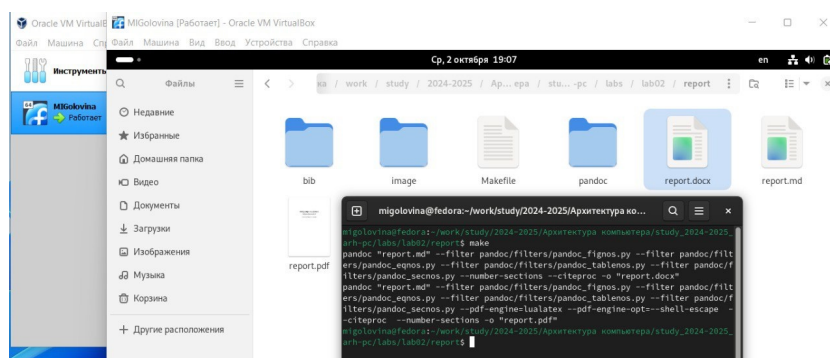 Oracle VM VirtualB
MIGolovina [Работает] - Oracle VM VirtualBox
Файл Машина Спр
Файл Машина Вид Ввод Устройства Справка
Ср, 2 октября 19:07
en
Инструменты
MIGolovina
Работает
Файлы
ка / work / study / 2024-2025 / Ар… ера / stu…-pc / labs / lab02 / report
Недавние
Избранные
Домашняя папка
Видео
Документы
Загрузки
Изображения
Музыка
Корзина
+ Другие расположения
bib
image
Makefile
pandoc
report.docx
report.md
report.pdf
migolovina@fedora:~/work/study/2024-2025/Архитектура ко…
migolovina@fedora:~/work/study/2024-2025/Архитектура компьютера/study_2024-2025_
arh-pc/labs/lab02/report$ make
pandoc "report.md" --filter pandoc/filters/pandoc_fignos.py --filter pandoc/filt
ers/pandoc_eqnos.py --filter pandoc/filters/pandoc_tablenos.py --filter pandoc/f
ilters/pandoc_secnos.py --number-sections --citeproc -o "report.docx"
pandoc "report.md" --filter pandoc/filters/pandoc_fignos.py --filter pandoc/filt
ers/pandoc_eqnos.py --filter pandoc/filters/pandoc_tablenos.py --filter pandoc/f
ilters/pandoc_secnos.py --pdf-engine=lualatex --pdf-engine-opt=--shell-escape -
-citeproc --number-sections -o "report.pdf"
migolovina@fedora:~/work/study/2024-2025/Архитектура компьютера/study_2024-2025_
arh-pc/labs/lab02/report$